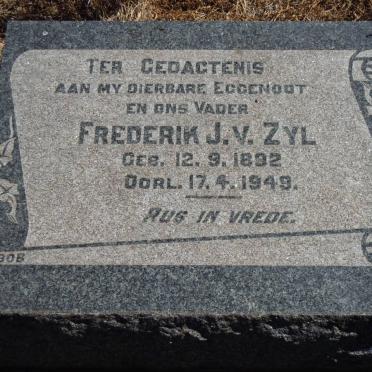 TER GEDAGTENIS
AAN MY DIERBARE EGGENOOT
EN ONS VADER
FREDERIK J.V. ZYL
GEB. 12.9.1892
OORL. 17.4.1949.
RUS IN VREDE.